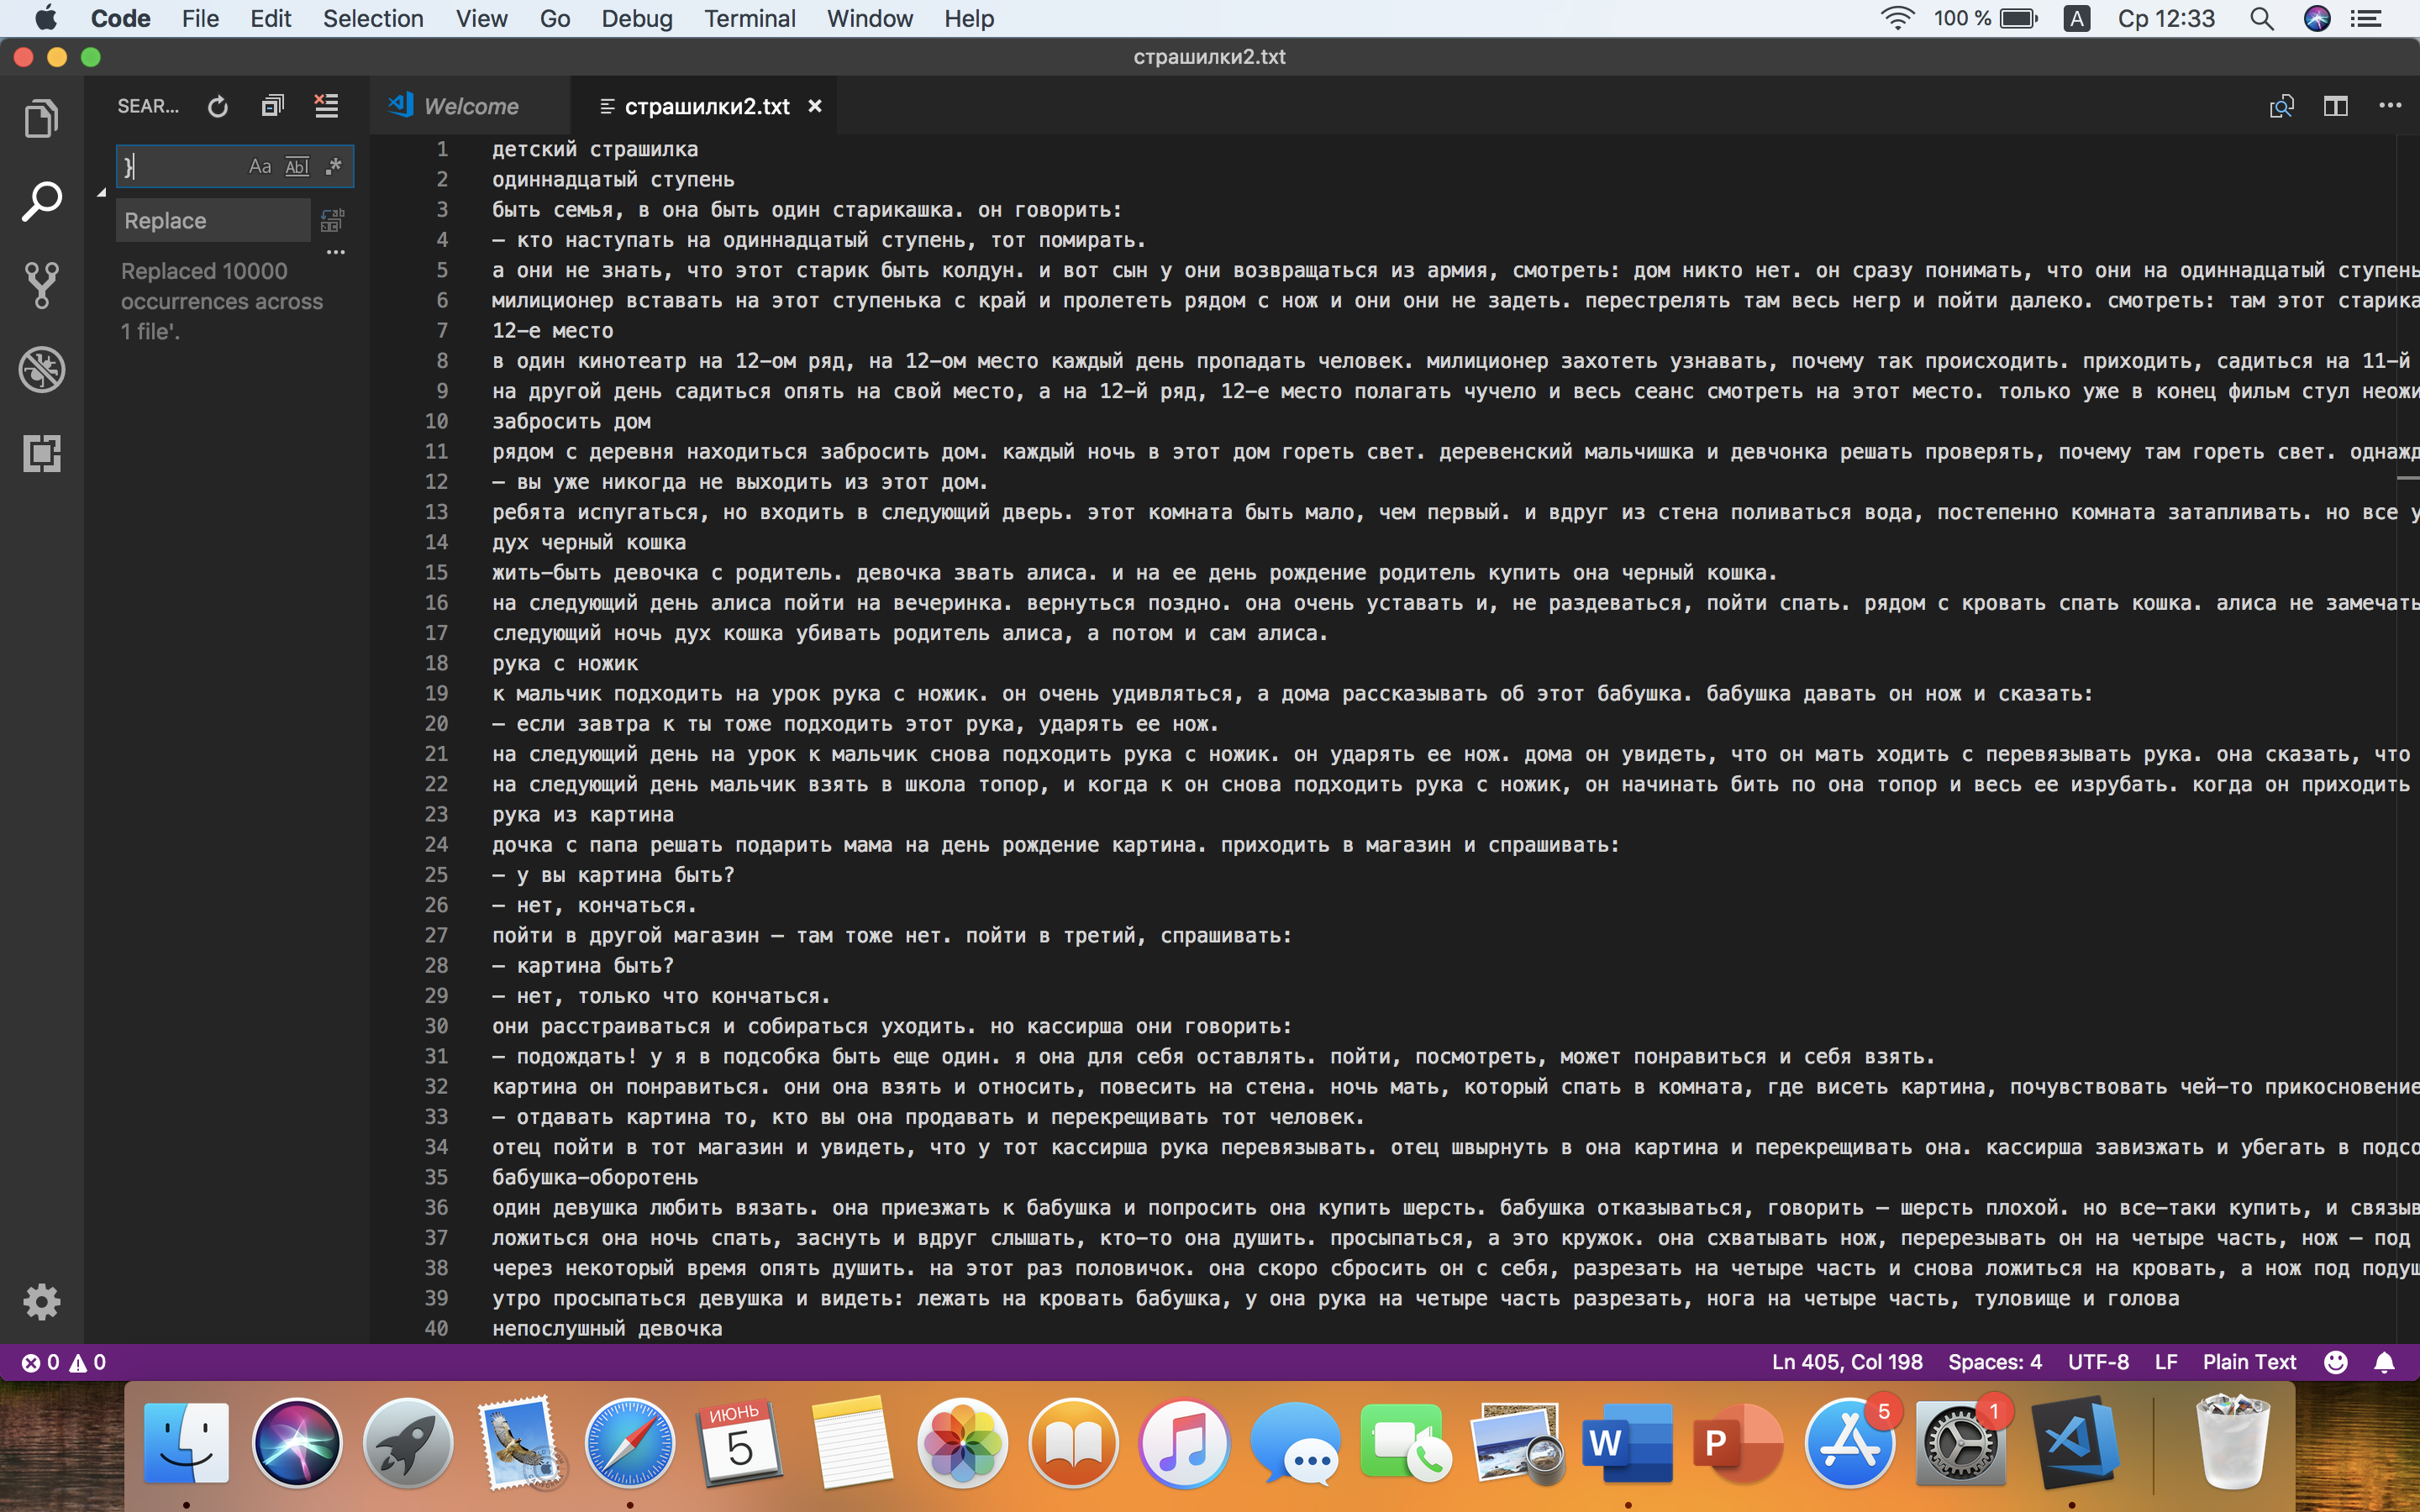 Code File Edit Selection View Go Debug Terminal Window Help 100 % A Ср 12:33
страшилки2.txt
SEAR... Welcome страшилки2.txt
} Aa Abl .*
Replace
Replaced 10000
occurrences across
1 file'.
1 детский страшилка
2 одиннадцатый ступень
3 быть семья, в она быть один старикашка. он говорить:
4 — кто наступать на одиннадцатый ступень, тот помирать.
5 а они не знать, что этот старик быть колдун. и вот сын у они возвращаться из армия, смотреть: дом никто нет. он сразу понимать, что они на одиннадцатый ступень
6 милиционер вставать на этот ступенька с край и пролететь рядом с нож и они они не задеть. перестрелять там весь негр и пойти далеко. смотреть: там этот старика
7 12—е место
8 в один кинотеатр на 12—ом ряд, на 12—ом место каждый день пропадать человек. милиционер захотеть узнавать, почему так происходить. приходить, садиться на 11—й
9 на другой день садиться опять на свой место, а на 12—й ряд, 12—е место полагать чучело и весь сеанс смотреть на этот место. только уже в конец фильм стул неожи
10 забросить дом
11 рядом с деревня находиться забросить дом. каждый ночь в этот дом гореть свет. деревенский мальчишка и девчонка решать проверять, почему там гореть свет. однажд
12 — вы уже никогда не выходить из этот дом.
13 ребята испугаться, но входить в следующий дверь. этот комната быть мало, чем первый. и вдруг из стена поливаться вода, постепенно комната затапливать. но все у
14 дух черный кошка
15 жить—быть девочка с родитель. девочка звать алиса. и на ее день рождение родитель купить она черный кошка.
16 на следующий день алиса пойти на вечеринка. вернуться поздно. она очень уставать и, не раздеваться, пойти спать. рядом с кровать спать кошка. алиса не замечать
17 следующий ночь дух кошка убивать родитель алиса, а потом и сам алиса.
18 рука с ножик
19 к мальчик подходить на урок рука с ножик. он очень удивляться, а дома рассказывать об этот бабушка. бабушка давать он нож и сказать:
20 — если завтра к ты тоже подходить этот рука, ударять ее нож.
21 на следующий день на урок к мальчик снова подходить рука с ножик. он ударять ее нож. дома он увидеть, что он мать ходить с перевязывать рука. она сказать, что
22 на следующий день мальчик взять в школа топор, и когда к он снова подходить рука с ножик, он начинать бить по она топор и весь ее изрубать. когда он приходить
23 рука из картина
24 дочка с папа решать подарить мама на день рождение картина. приходить в магазин и спрашивать:
25 — у вы картина быть?
26 — нет, кончаться.
27 пойти в другой магазин — там тоже нет. пойти в третий, спрашивать:
28 — картина быть?
29 — нет, только что кончаться.
30 они расстраиваться и собираться уходить. но кассирша они говорить:
31 — подождать! у я в подсобка быть еще один. я она для себя оставлять. пойти, посмотреть, может понравиться и себя взять.
32 картина он понравиться. они она взять и относить, повесить на стена. ночь мать, который спать в комната, где висеть картина, почувствовать чей—то прикосновение
33 — отдавать картина то, кто вы она продавать и перекрещивать тот человек.
34 отец пойти в тот магазин и увидеть, что у тот кассирша рука перевязывать. отец швырнуть в она картина и перекрещивать она. кассирша завизжать и убегать в подсо
35 бабушка—оборотень
36 один девушка любить вязать. она приезжать к бабушка и попросить она купить шерсть. бабушка отказываться, говорить — шерсть плохой. но все—таки купить, и связыв
37 ложиться она ночь спать, заснуть и вдруг слышать, кто—то она душить. просыпаться, а это кружок. она схватывать нож, перерезывать он на четыре часть, нож — под
38 через некоторый время опять душить. на этот раз половичок. она скоро сбросить он с себя, разрезать на четыре часть и снова ложиться на кровать, а нож под подуш
39 утро просыпаться девушка и видеть: лежать на кровать бабушка, у она рука на четыре часть разрезать, нога на четыре часть, туловище и голова
40 непослушный девочка
0 0 Ln 405, Col 198 Spaces: 4 UTF-8 LF Plain Text
ИЮНЬ
5
W P 5 1